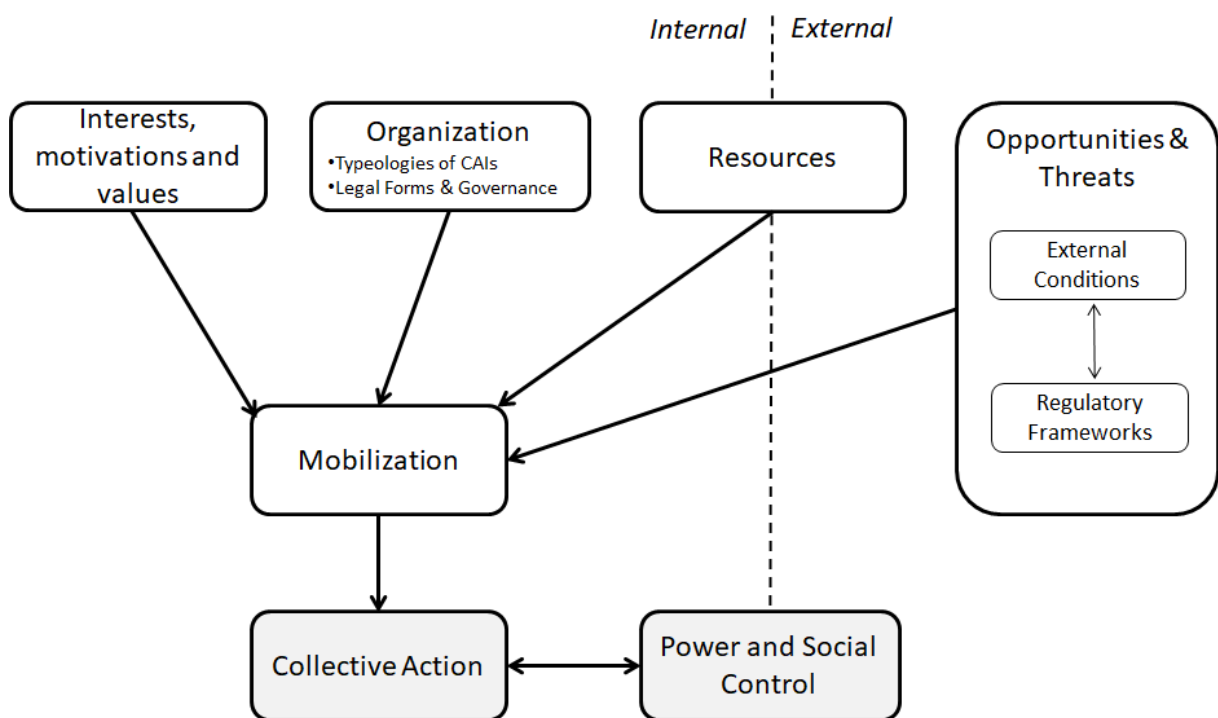 Internal
External
Interests,
motivations and
values
Organization
•Typeologies of CAIs
•Legal Forms & Governance
Resources
Opportunities &
Threats
External
Conditions
Regulatory
Frameworks
Mobilization
Collective Action
Power and Social
Control